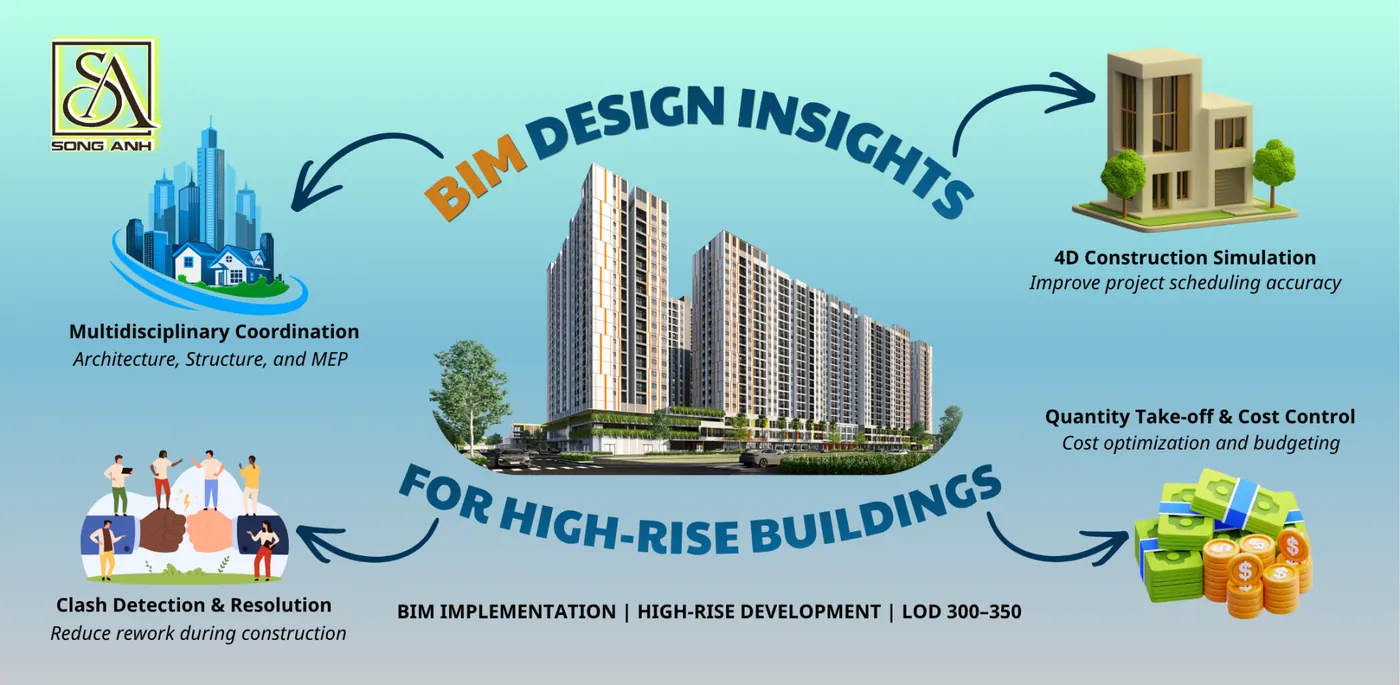 SA
SONG ANH
BIM DESIGN INSIGHTS
FOR HIGH-RISE BUILDINGS
Multidisciplinary Coordination
Architecture, Structure, and MEP
4D Construction Simulation
Improve project scheduling accuracy
Clash Detection & Resolution
Reduce rework during construction
Quantity Take-off & Cost Control
Cost optimization and budgeting
BIM IMPLEMENTATION | HIGH-RISE DEVELOPMENT | LOD 300–350